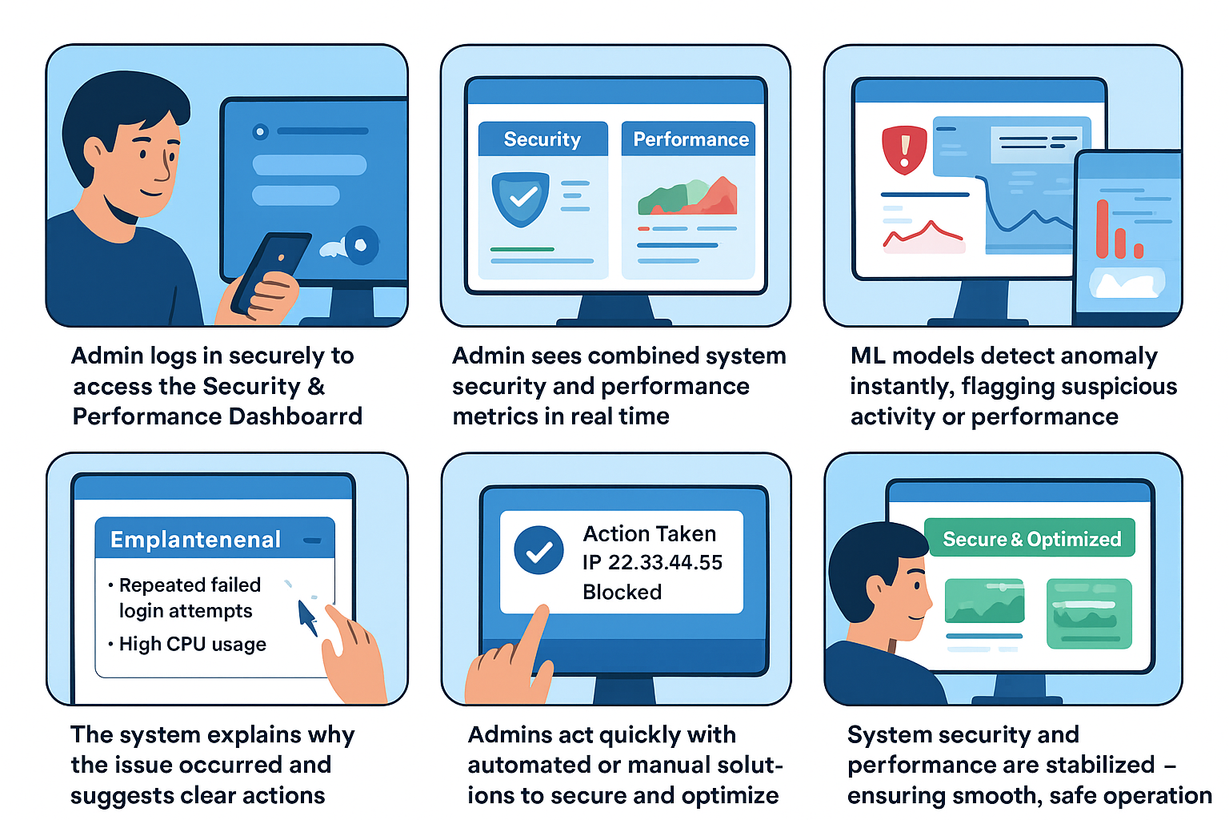 Admin logs in securely to
access the Security &
Performance Dashboarrd
Security
Performance
Admin sees combined system
security and performance
metrics in real time
ML models detect anomaly
instantly, flagging suspicious
activity or performance
Emplantenenal
• Repeated failed
login attempts
• High CPU usage
The system explains why
the issue occurred and
suggests clear actions
Action Taken
IP 22.33.44.55
Blocked
Admins act quickly with
automated or manual solut-
ions to secure and optimize
Secure & Optimized
System security and
performance are stabilized –
ensuring smooth, safe operation